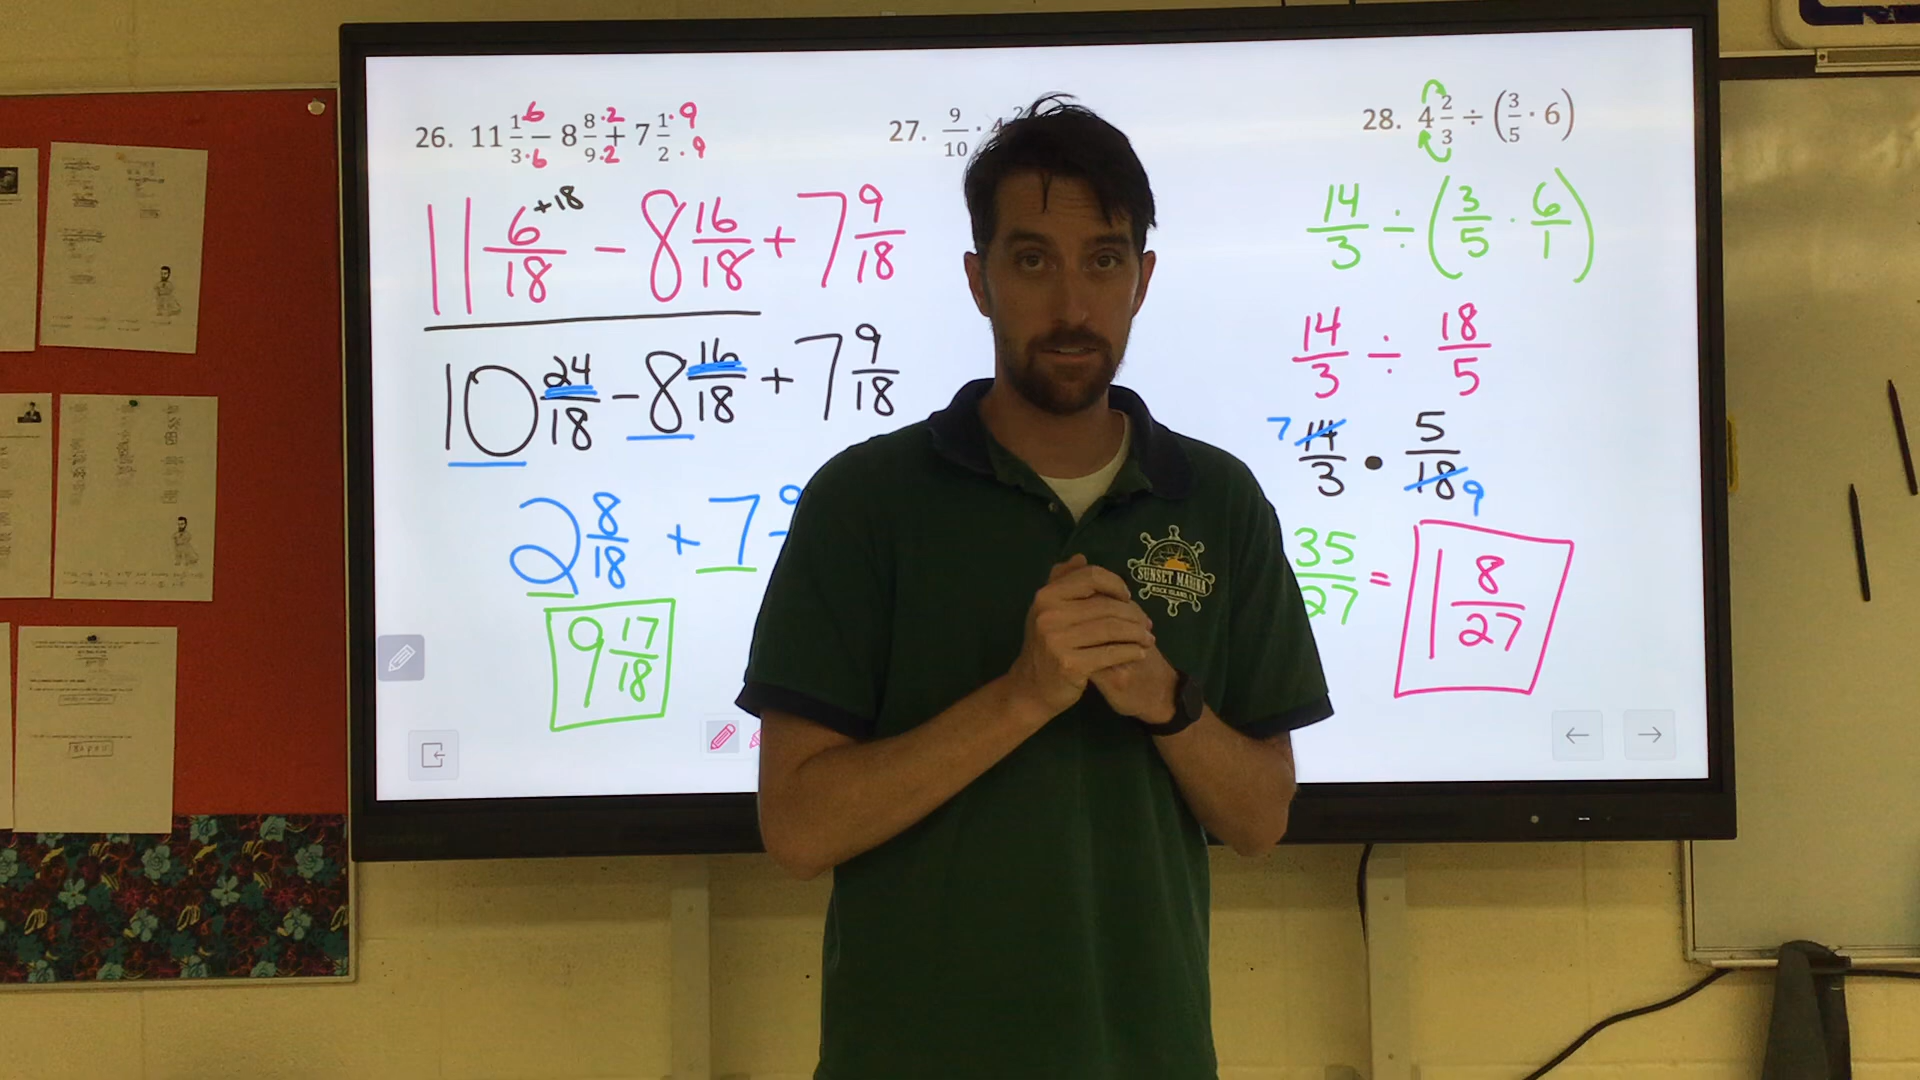 26. 11 1·6/3·6 − 8 8·2/9·2 + 7 1·9/2·9
11 6+18/18 − 8 16/18 + 7 9/18
10 24/18 − 8 16/18 + 7 9/18
2 8/18 + 7
9 17/18
27. 9/10 · 4
28. 4 2/3 ÷ (3/5 · 6)
14/3 ÷ (3/5 · 6/1)
14/3 ÷ 18/5
7 14/3 • 5/18 9
35/27 = 1 8/27
SUNSET MARINA
ROCK ISLAND, IL